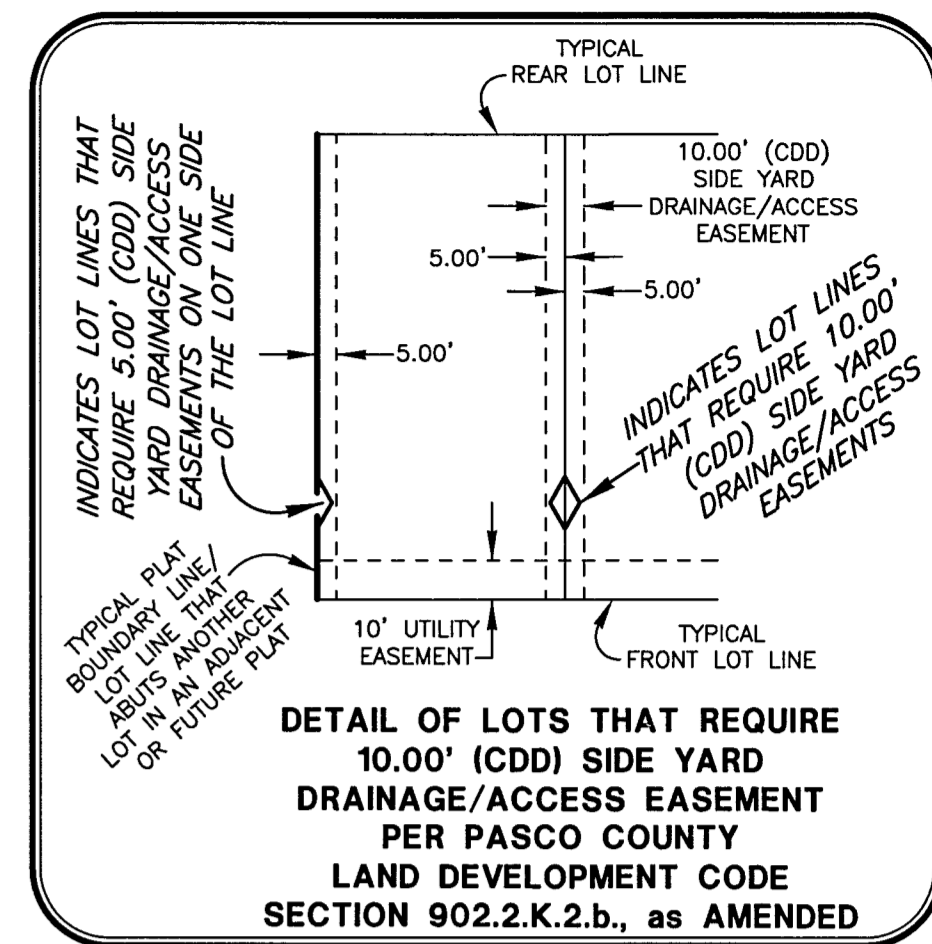 TYPICAL
REAR LOT LINE
INDICATES LOT LINES THAT
REQUIRE 5.00' (CDD) SIDE
YARD DRAINAGE/ACCESS
EASEMENTS ON ONE SIDE
OF THE LOT LINE
10.00' (CDD)
SIDE YARD
DRAINAGE/ACCESS
EASEMENT
5.00'
5.00'
5.00'
INDICATES LOT LINES
THAT REQUIRE 10.00'
(CDD) SIDE YARD
DRAINAGE/ACCESS
EASEMENTS
TYPICAL PLAT
BOUNDARY LINE/
LOT LINE THAT
ABUTS ANOTHER
LOT IN AN ADJACENT
OR FUTURE PLAT
10' UTILITY
EASEMENT
TYPICAL
FRONT LOT LINE
DETAIL OF LOTS THAT REQUIRE
10.00' (CDD) SIDE YARD
DRAINAGE/ACCESS EASEMENT
PER PASCO COUNTY
LAND DEVELOPMENT CODE
SECTION 902.2.K.2.b., as AMENDED